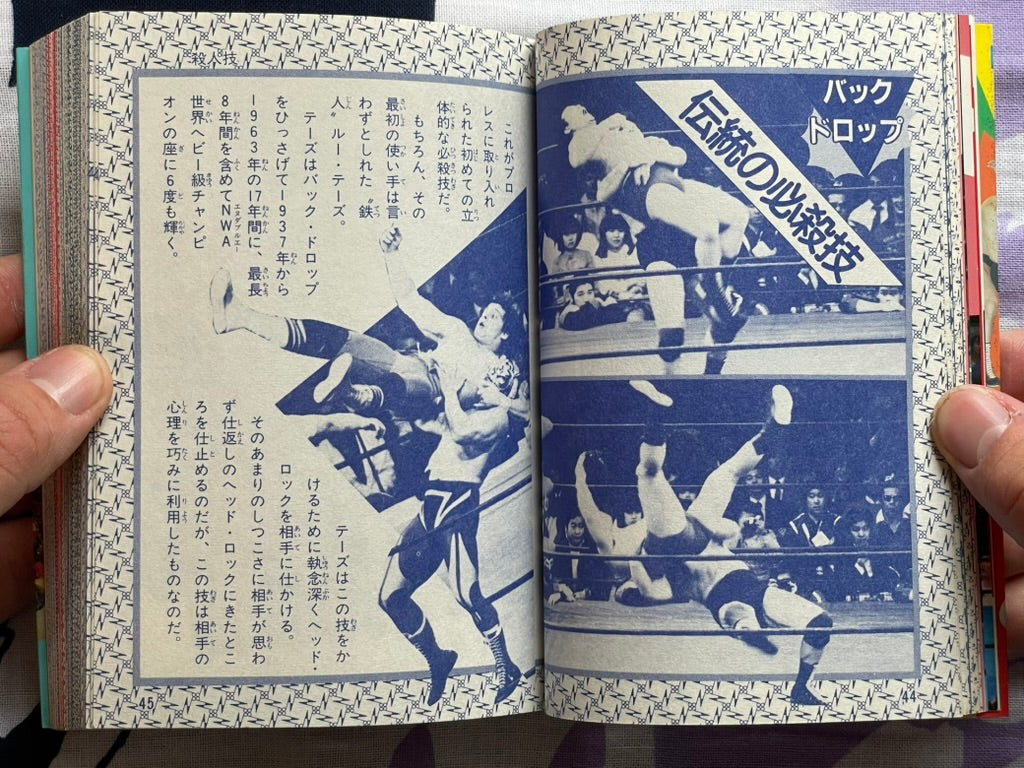 バック
ドロップ
伝統の必殺技
44
殺人技
これがプロ
レスに取り入れ
られた初めての立
体的な必殺技だ。
もちろん、その
最初の使い手は言
わずとしれた〝鉄
人〟ルー・テーズ。
テーズはバック・ドロップ
をひっさげて1937年から
1963年の17年間に、最長
8年間を含めてNWA
世界ヘビー級チャンピ
オンの座に6度も輝く。
テーズはこの技をか
けるために執念深くヘッド・
ロックを相手に仕かける。
そのあまりのしつこさに相手が思わ
ず仕返しのヘッド・ロックにきたとこ
ろを仕止めるのだが、この技は相手の
心理を巧みに利用したものなのだ。
45